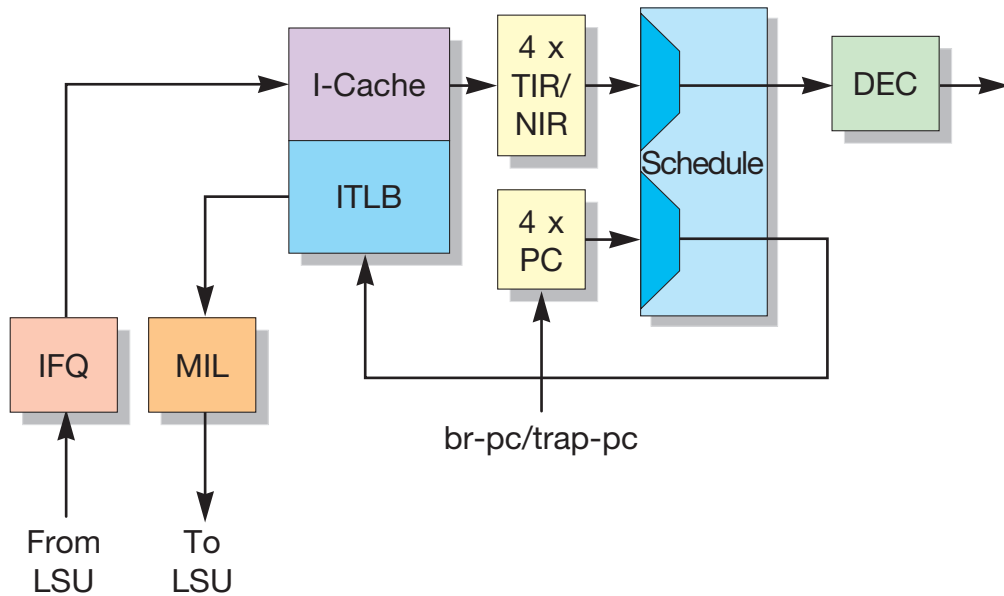 I-Cache
ITLB
4 x
TIR/
NIR
4 x
PC
Schedule
DEC
IFQ
MIL
br-pc/trap-pc
From
LSU
To
LSU